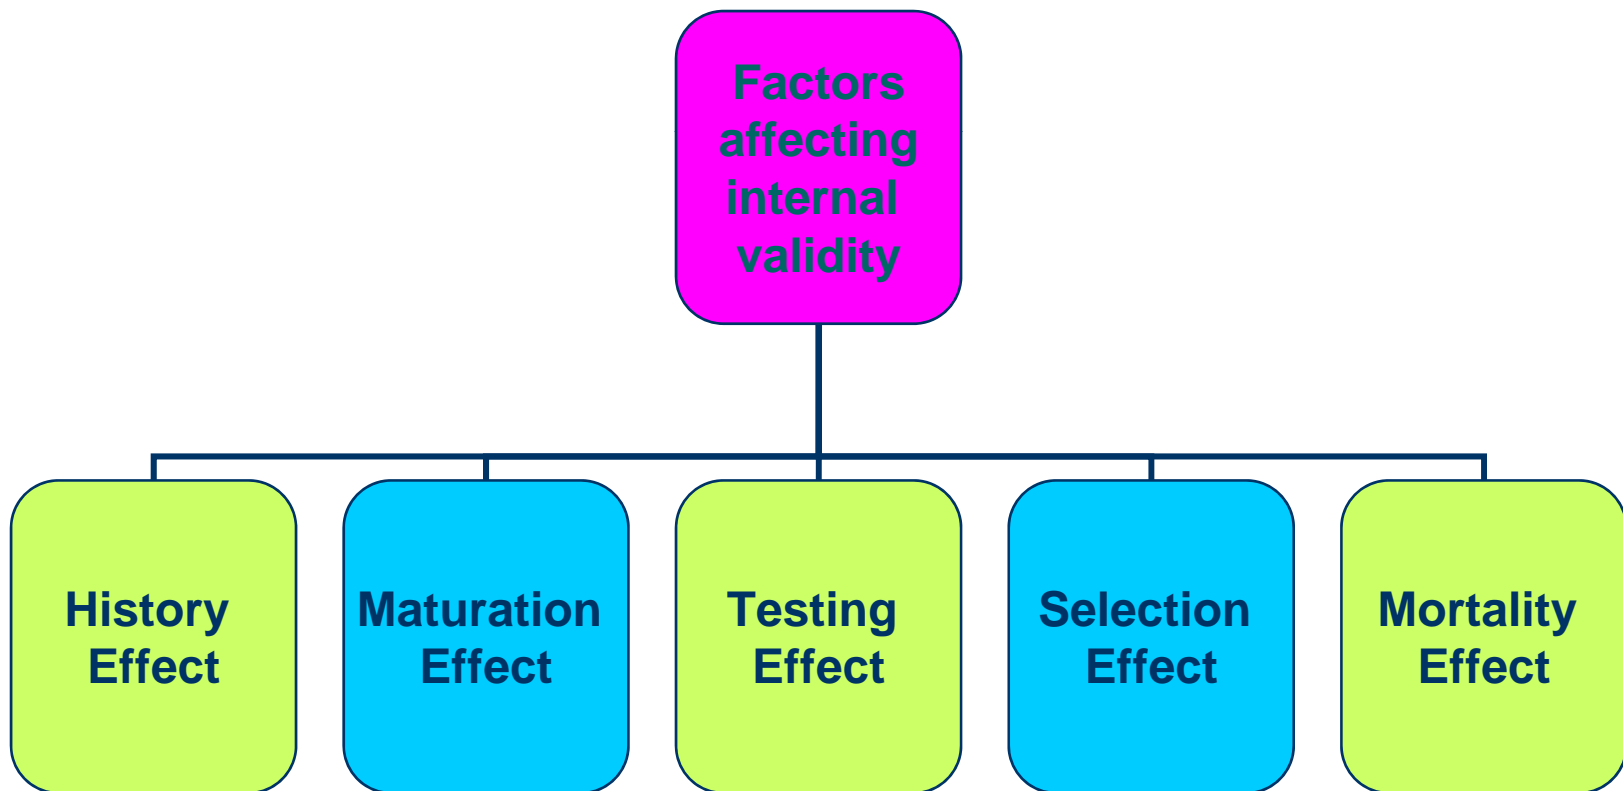 Factors
affecting
internal
validity
History
Effect
Maturation
Effect
Testing
Effect
Selection
Effect
Mortality
Effect